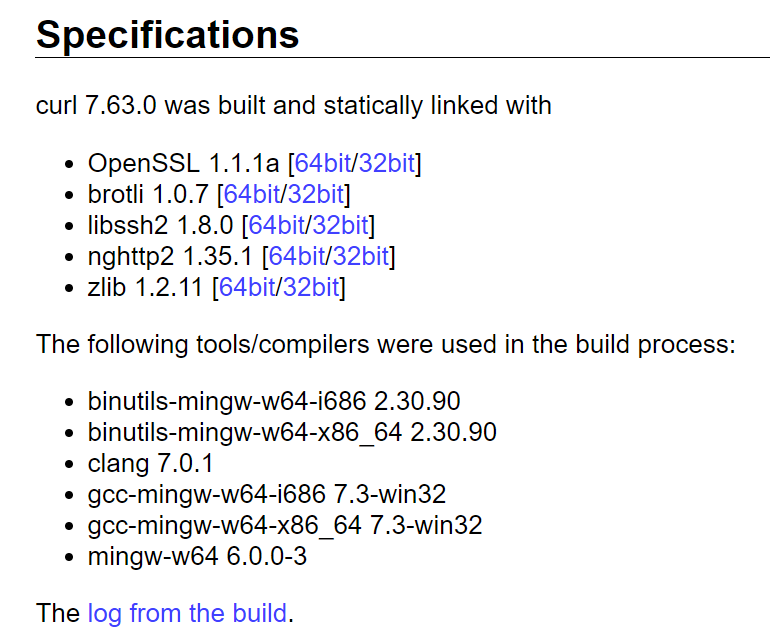 Specifications
curl 7.63.0 was built and statically linked with
• OpenSSL 1.1.1a [64bit/32bit]
• brotli 1.0.7 [64bit/32bit]
• libssh2 1.8.0 [64bit/32bit]
• nghttp2 1.35.1 [64bit/32bit]
• zlib 1.2.11 [64bit/32bit]
The following tools/compilers were used in the build process:
• binutils-mingw-w64-i686 2.30.90
• binutils-mingw-w64-x86_64 2.30.90
• clang 7.0.1
• gcc-mingw-w64-i686 7.3-win32
• gcc-mingw-w64-x86_64 7.3-win32
• mingw-w64 6.0.0-3
The log from the build.